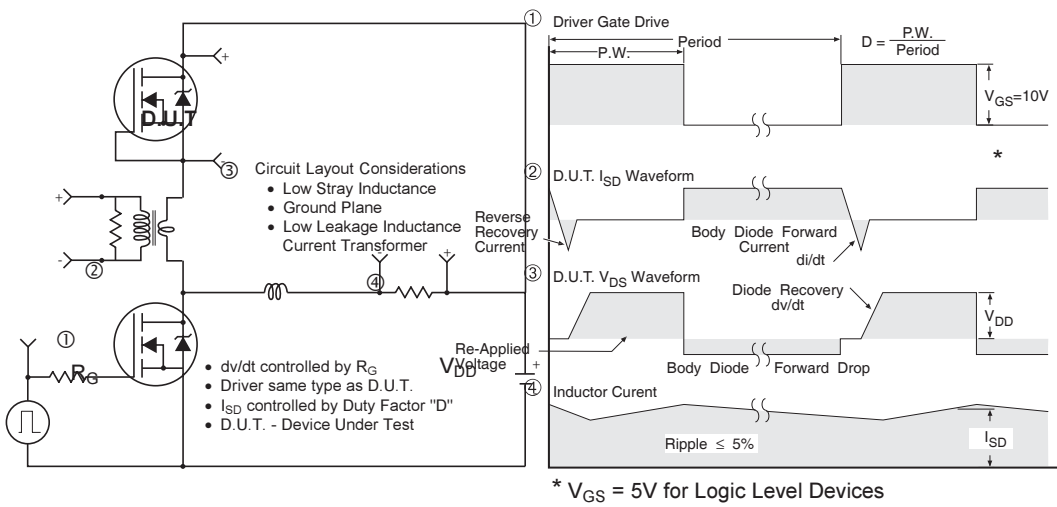 +
D.U.T
-
③
Circuit Layout Considerations
• Low Stray Inductance
• Ground Plane
• Low Leakage Inductance
Current Transformer
+
-
②
-
④
+
①
R_G
• dv/dt controlled by R_G
• Driver same type as D.U.T.
• I_SD controlled by Duty Factor "D"
• D.U.T. - Device Under Test
V_DD
+
-
① Driver Gate Drive
Period
P.W.
D = P.W.
Period
V_GS=10V
*
② D.U.T. I_SD Waveform
Reverse
Recovery
Current
Body Diode Forward
Current
di/dt
③ D.U.T. V_DS Waveform
Diode Recovery
dv/dt
V_DD
Re-Applied
Voltage
Body Diode Forward Drop
④ Inductor Curent
Ripple ≤ 5%
I_SD
* V_GS = 5V for Logic Level Devices